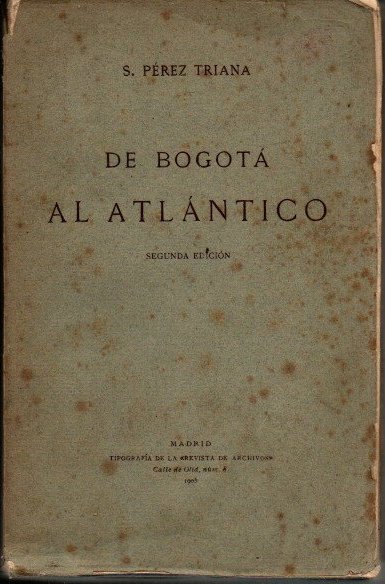 S. PÉREZ TRIANA
DE BOGOTÁ
AL ATLÁNTICO
SEGUNDA EDICIÓN
MADRID
TIPOGRAFÍA DE LA «REVISTA DE ARCHIVOS»
Calle de Olid, núm. 8
1905